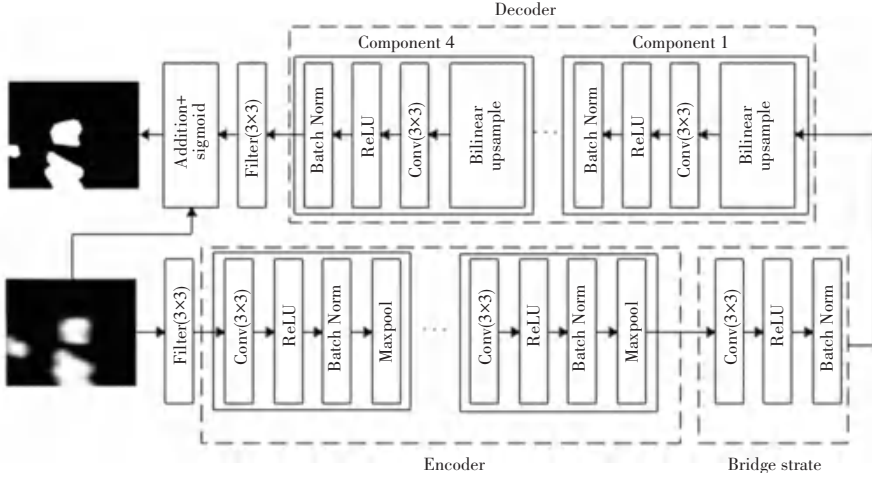 Decoder
Component 4
Component 1
Addition+
sigmoid
Filter(3×3)
Batch Norm
ReLU
Conv(3×3)
Bilinear
upsample
...
Batch Norm
ReLU
Conv(3×3)
Bilinear
upsample
Filter(3×3)
Conv(3×3)
ReLU
Batch Norm
Maxpool
...
Conv(3×3)
ReLU
Batch Norm
Maxpool
Conv(3×3)
ReLU
Batch Norm
Encoder
Bridge strate